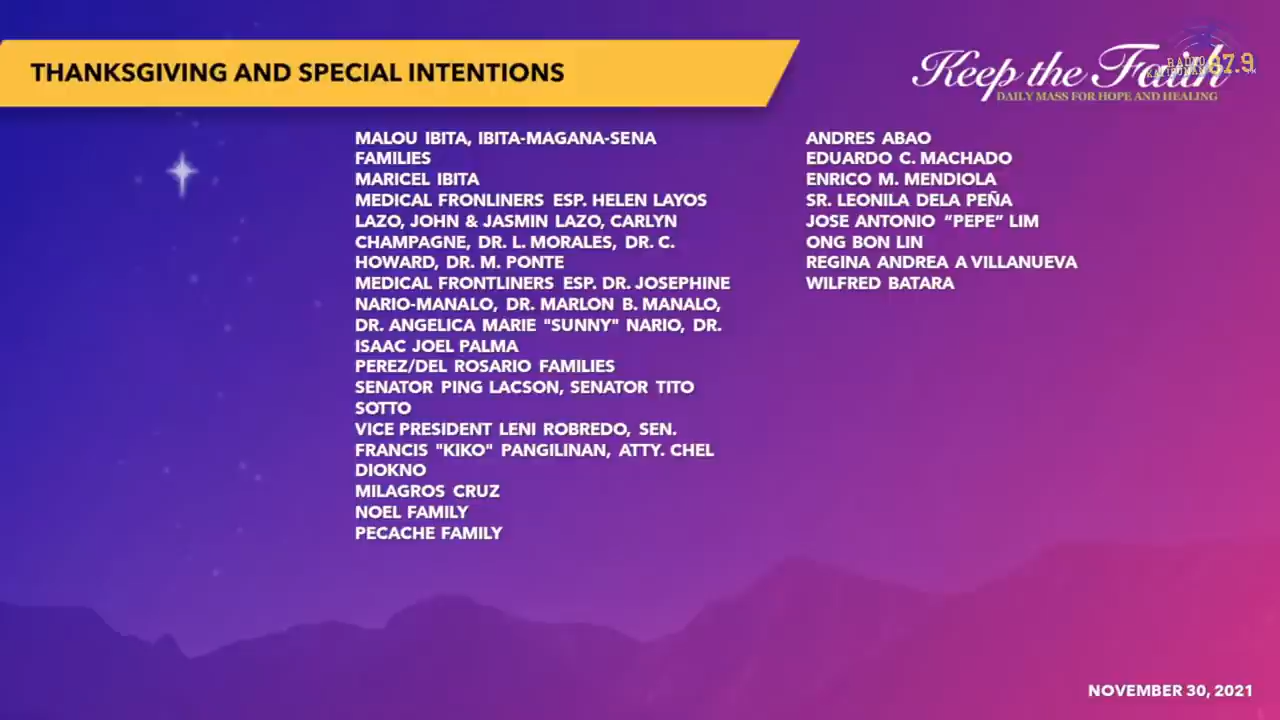 THANKSGIVING AND SPECIAL INTENTIONS
Keep the Faith
DAILY MASS FOR HOPE AND HEALING
RADYO
KATIPUNAN 87.9
MALOU IBITA, IBITA-MAGANA-SENA
FAMILIES
MARICEL IBITA
MEDICAL FRONLINERS ESP. HELEN LAYOS
LAZO, JOHN & JASMIN LAZO, CARLYN
CHAMPAGNE, DR. L. MORALES, DR. C.
HOWARD, DR. M. PONTE
MEDICAL FRONTLINERS ESP. DR. JOSEPHINE
NARIO-MANALO, DR. MARLON B. MANALO,
DR. ANGELICA MARIE "SUNNY" NARIO, DR.
ISAAC JOEL PALMA
PEREZ/DEL ROSARIO FAMILIES
SENATOR PING LACSON, SENATOR TITO
SOTTO
VICE PRESIDENT LENI ROBREDO, SEN.
FRANCIS "KIKO" PANGILINAN, ATTY. CHEL
DIOKNO
MILAGROS CRUZ
NOEL FAMILY
PECACHE FAMILY
ANDRES ABAO
EDUARDO C. MACHADO
ENRICO M. MENDIOLA
SR. LEONILA DELA PEÑA
JOSE ANTONIO “PEPE” LIM
ONG BON LIN
REGINA ANDREA A VILLANUEVA
WILFRED BATARA
NOVEMBER 30, 2021